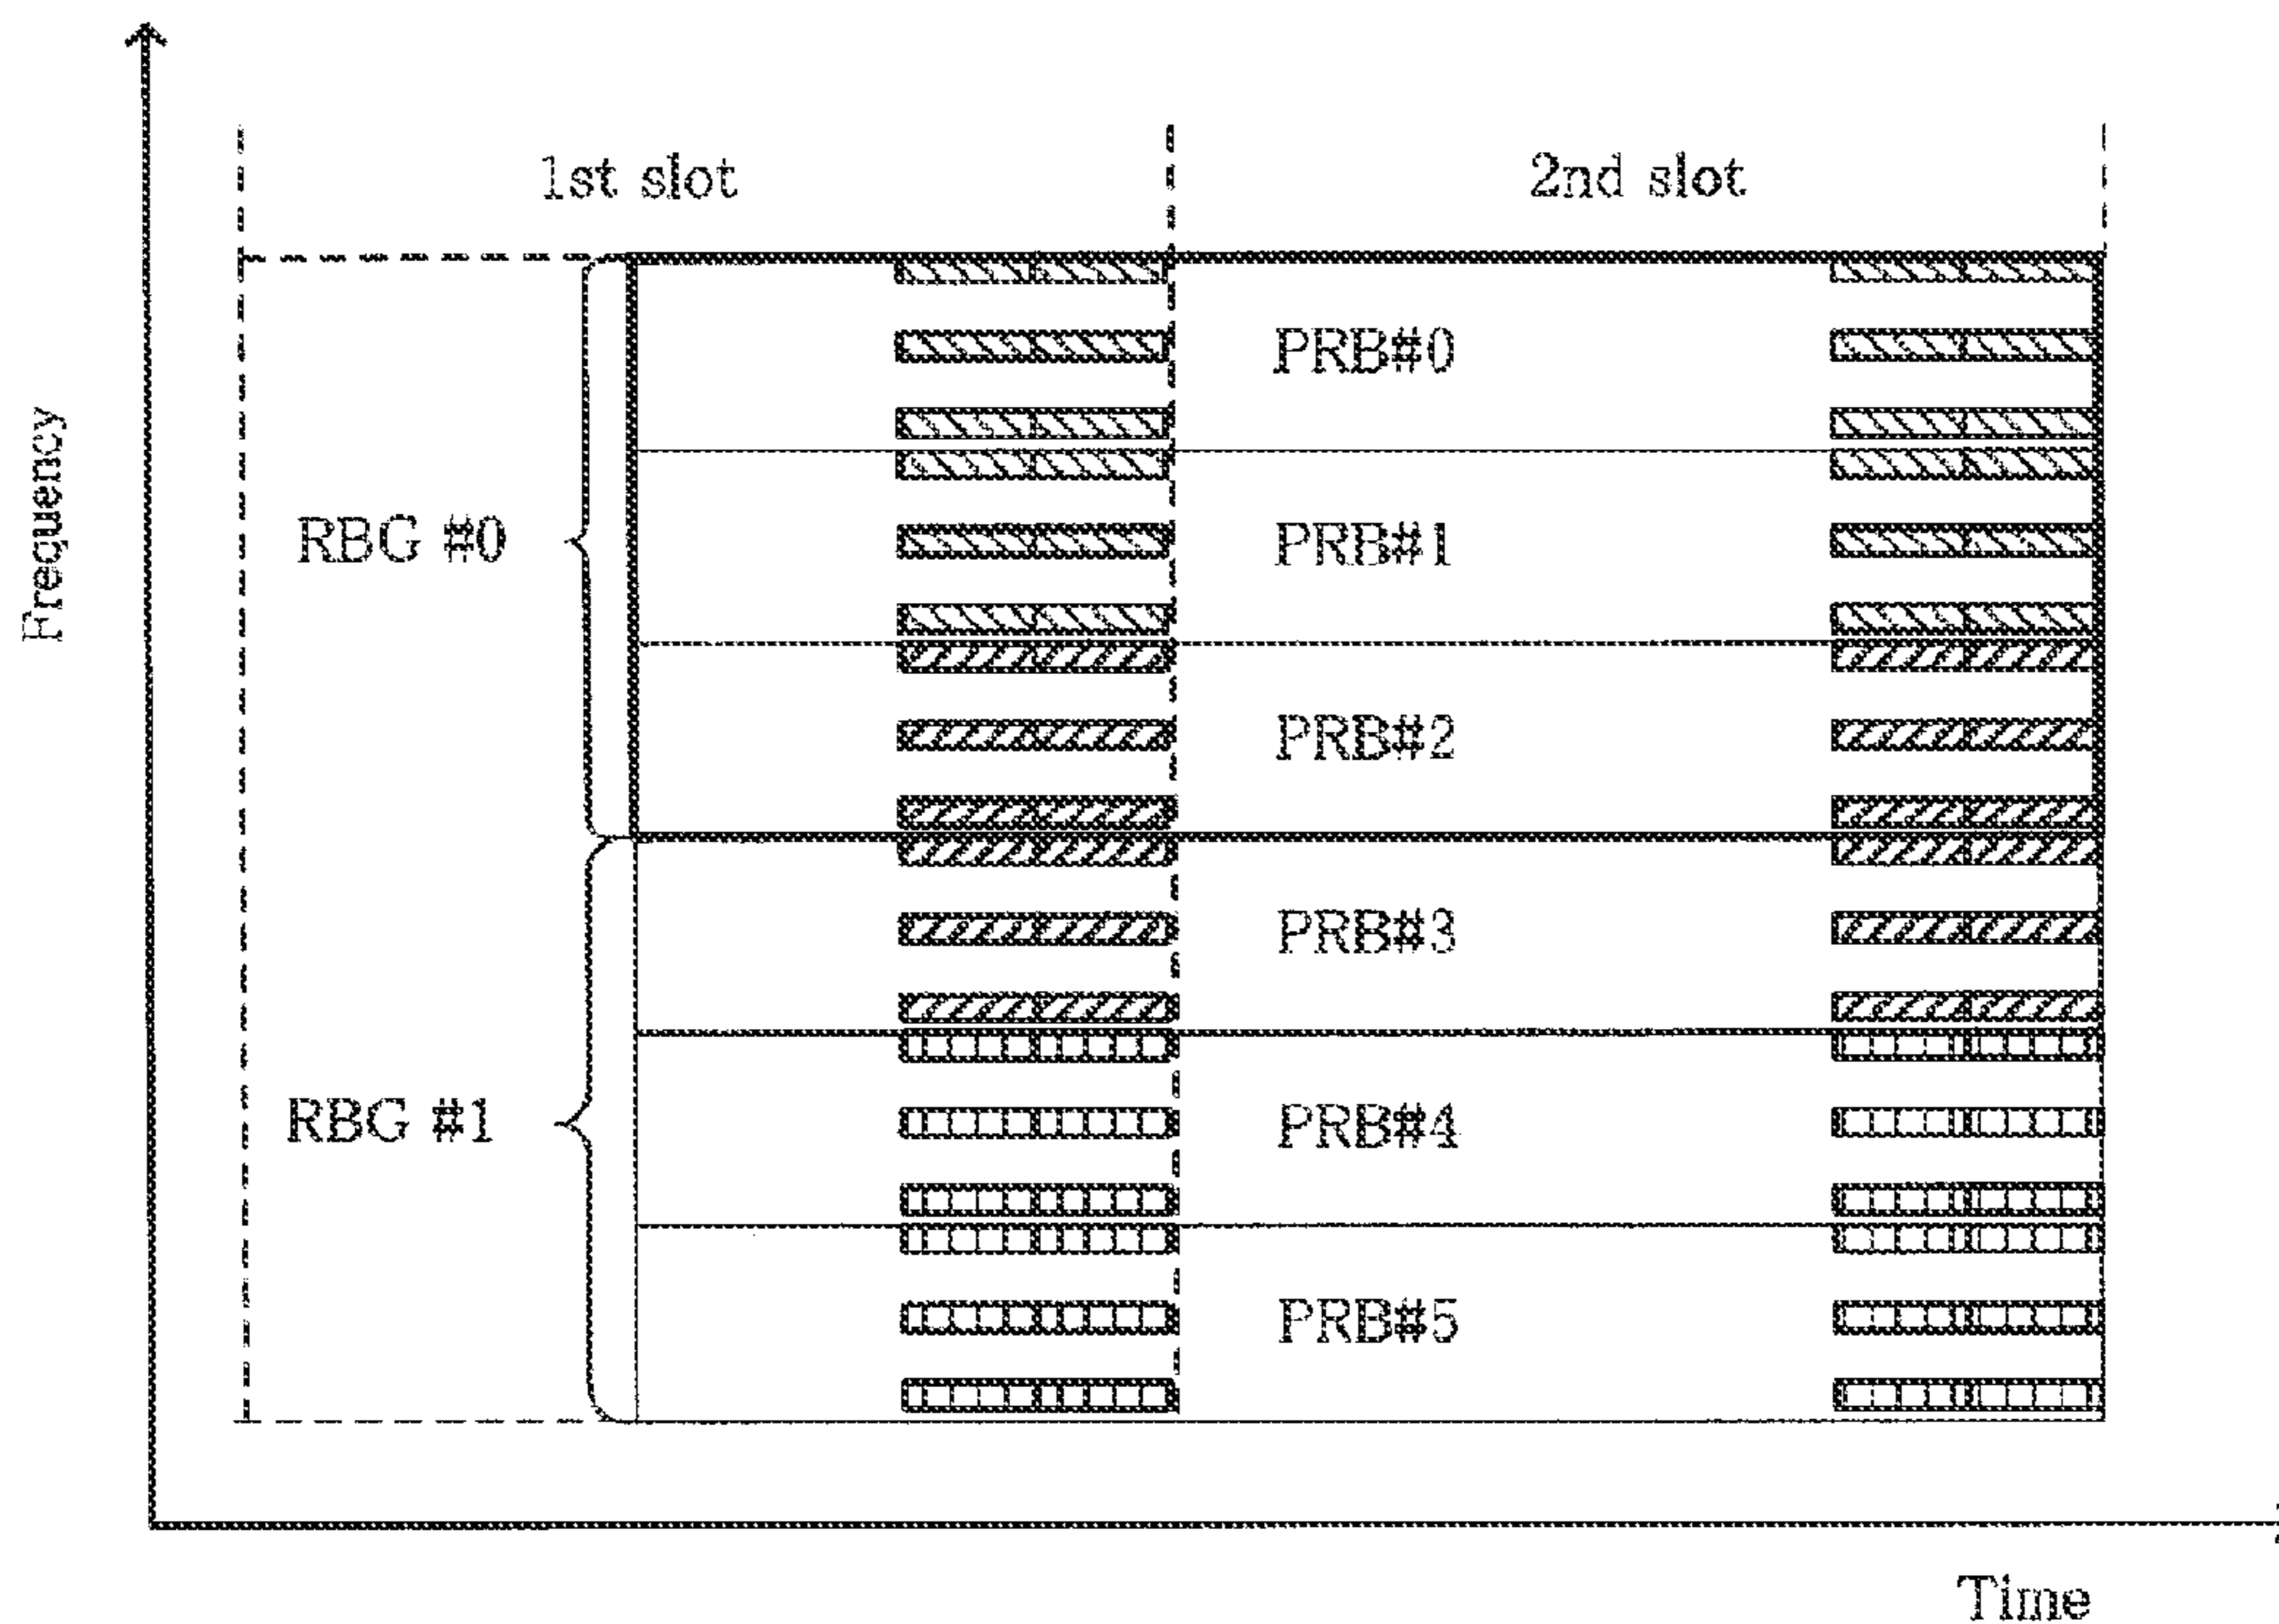 1st slot
2nd slot
Frequency
RBG #0
PRB#0
PRB#1
PRB#2
RBG #1
PRB#3
PRB#4
PRB#5
Time